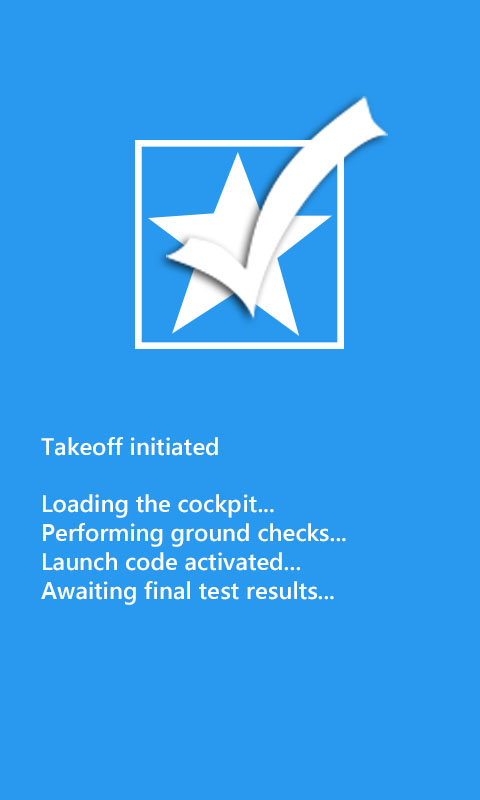 Takeoff initiated
Loading the cockpit...
Performing ground checks...
Launch code activated...
Awaiting final test results...